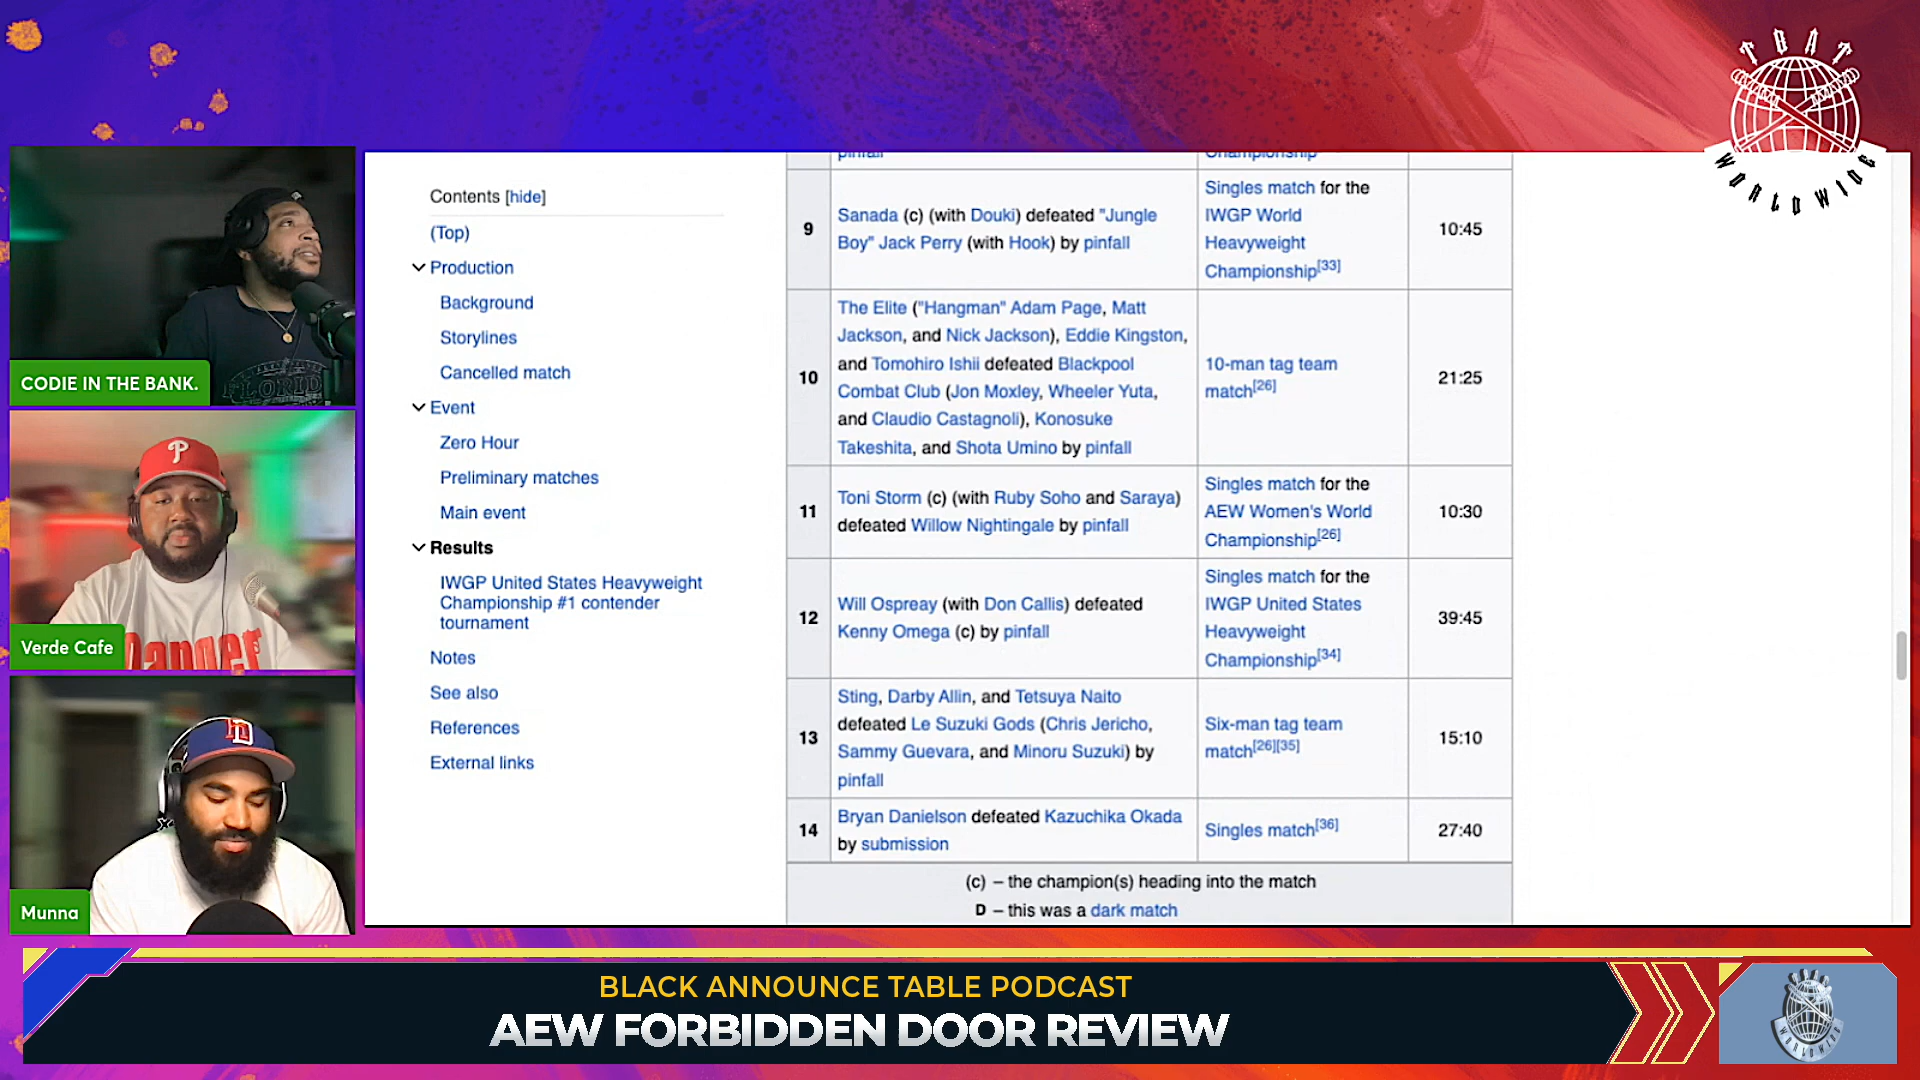 TBAT
WORLDWIDE
CODIE IN THE BANK.
FLORIDA
P
Verde Cafe
Danger
D
Munna
Contents [hide]
(Top)
Production
Background
Storylines
Cancelled match
Event
Zero Hour
Preliminary matches
Main event
Results
IWGP United States Heavyweight
Championship #1 contender
tournament
Notes
See also
References
External links
pinfall
Championship
9
Sanada (c) (with Douki) defeated "Jungle
Boy" Jack Perry (with Hook) by pinfall
Singles match for the
IWGP World
Heavyweight
Championship[33]
10:45
10
The Elite ("Hangman" Adam Page, Matt
Jackson, and Nick Jackson), Eddie Kingston,
and Tomohiro Ishii defeated Blackpool
Combat Club (Jon Moxley, Wheeler Yuta,
and Claudio Castagnoli), Konosuke
Takeshita, and Shota Umino by pinfall
10-man tag team
match[26]
21:25
11
Toni Storm (c) (with Ruby Soho and Saraya)
defeated Willow Nightingale by pinfall
Singles match for the
AEW Women's World
Championship[26]
10:30
12
Will Ospreay (with Don Callis) defeated
Kenny Omega (c) by pinfall
Singles match for the
IWGP United States
Heavyweight
Championship[34]
39:45
13
Sting, Darby Allin, and Tetsuya Naito
defeated Le Suzuki Gods (Chris Jericho,
Sammy Guevara, and Minoru Suzuki) by
pinfall
Six-man tag team
match[26][35]
15:10
14
Bryan Danielson defeated Kazuchika Okada
by submission
Singles match[36]
27:40
(c) – the champion(s) heading into the match
D – this was a dark match
BLACK ANNOUNCE TABLE PODCAST
AEW FORBIDDEN DOOR REVIEW
WORLDWIDE